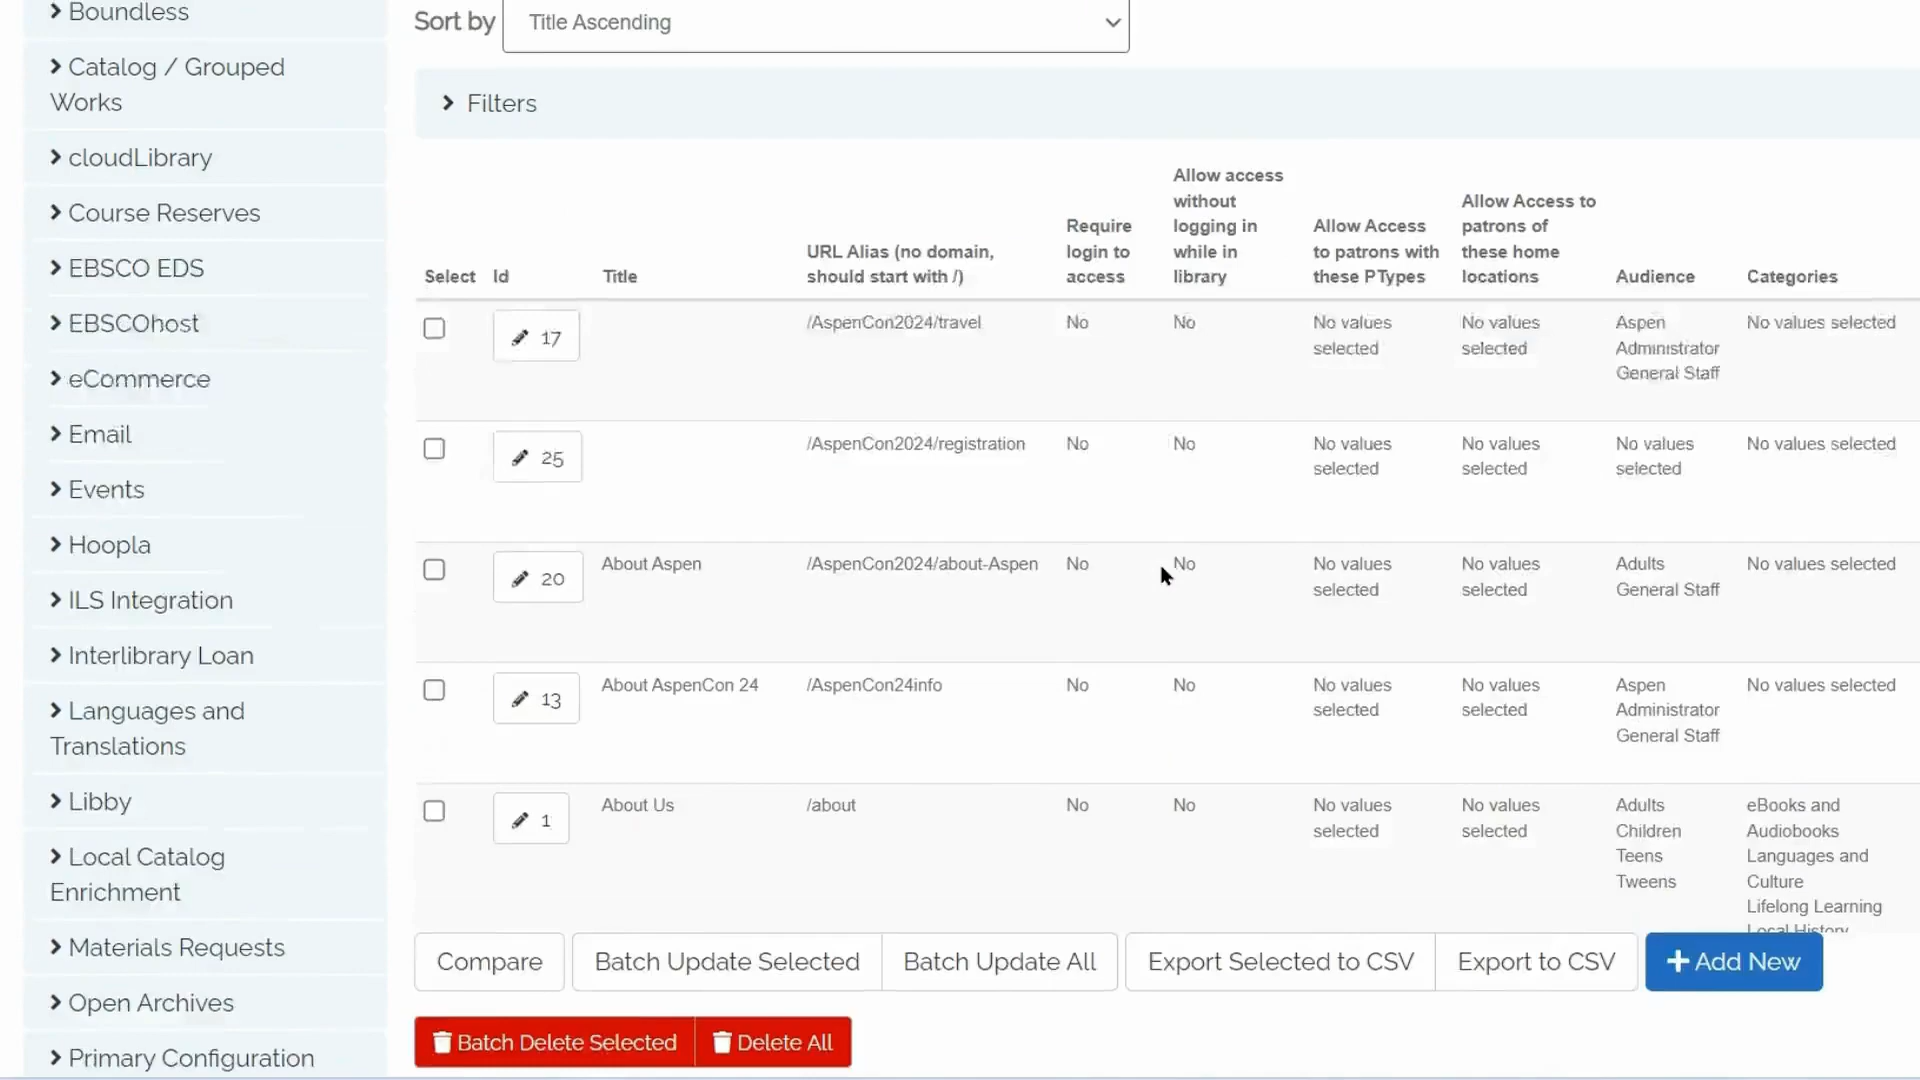 Boundless
Catalog / Grouped
Works
cloudLibrary
Course Reserves
EBSCO EDS
EBSCOhost
eCommerce
Email
Events
Hoopla
ILS Integration
Interlibrary Loan
Languages and
Translations
Libby
Local Catalog
Enrichment
Materials Requests
Open Archives
Primary Configuration
Sort by Title Ascending
Filters
Select
Id
Title
URL Alias (no domain,
should start with /)
Require
login to
access
Allow access
without
logging in
while in
library
Allow Access
to patrons with
these PTypes
Allow Access to
patrons of
these home
locations
Audience
Categories
17
/AspenCon2024/travel
No
No
No values
selected
No values
selected
Aspen
Administrator
General Staff
No values selected
25
/AspenCon2024/registration
No
No
No values
selected
No values
selected
No values
selected
No values selected
20
About Aspen
/AspenCon2024/about-Aspen
No
No
No values
selected
No values
selected
Adults
General Staff
No values selected
13
About AspenCon 24
/AspenCon24info
No
No
No values
selected
No values
selected
Aspen
Administrator
General Staff
No values selected
1
About Us
/about
No
No
No values
selected
No values
selected
Adults
Children
Teens
Tweens
eBooks and
Audiobooks
Languages and
Culture
Lifelong Learning
Local History
Compare
Batch Update Selected
Batch Update All
Export Selected to CSV
Export to CSV
+ Add New
Batch Delete Selected
Delete All